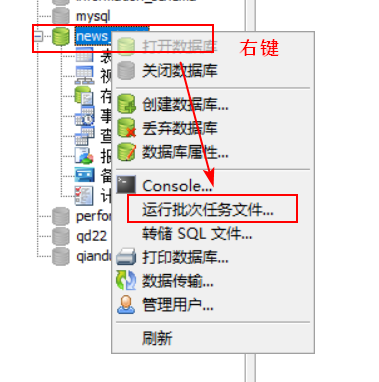 mysql
news_
打开数据库
右键
关闭数据库
创建数据库...
丢弃数据库
数据库属性...
Console...
运行批次任务文件...
转储 SQL 文件...
打印数据库...
数据传输...
管理用户...
刷新
表
视
存
事
查
报
备
计
perfor
qd22
qiandu